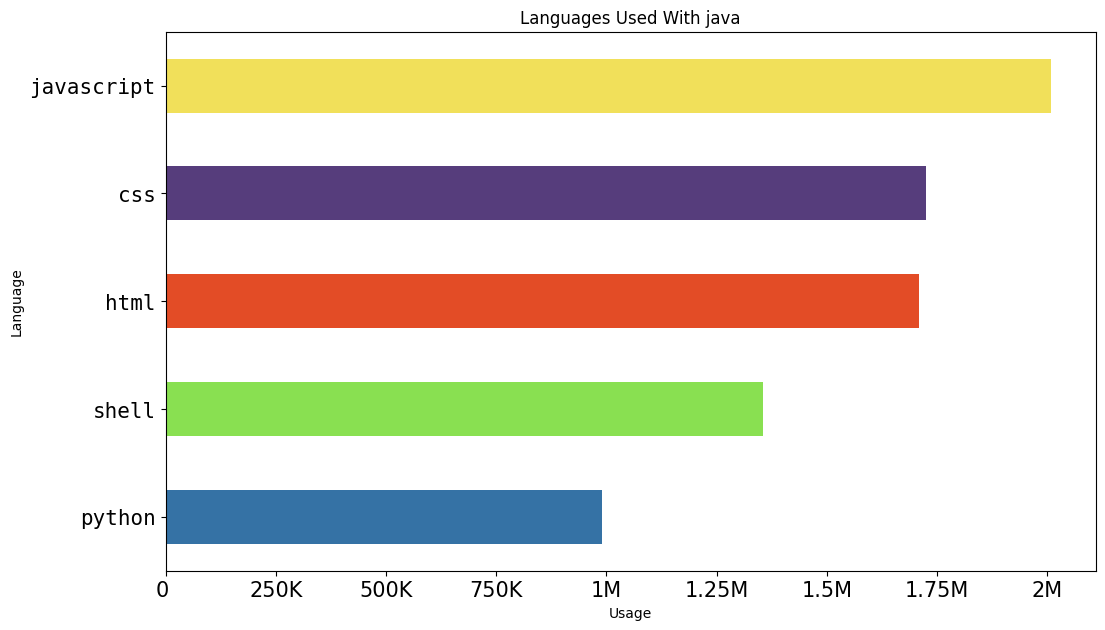 Languages Used With java
javascript
css
html
shell
python
Language
0 250K 500K 750K 1M 1.25M 1.5M 1.75M 2M
Usage